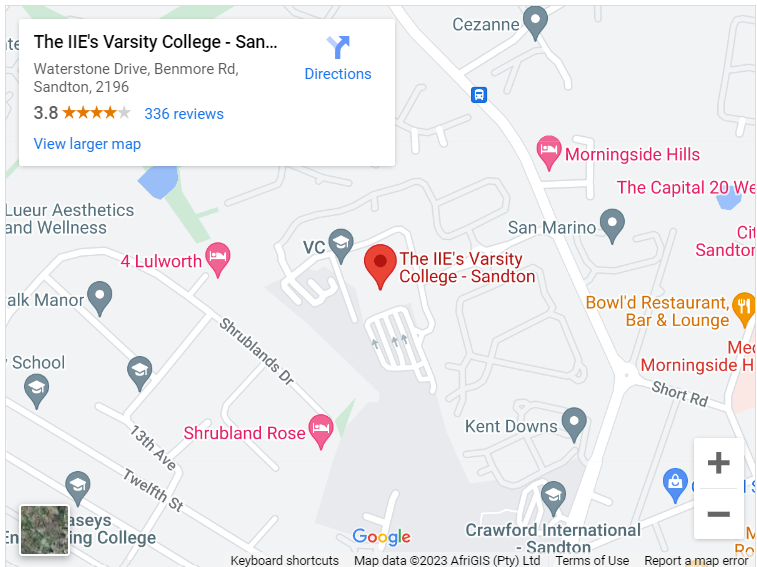 Cezanne
The IIE's Varsity College - San...
Waterstone Drive, Benmore Rd,
Sandton, 2196
Directions
3.8
336 reviews
View larger map
Morningside Hills
The Capital 20 We
Lueur Aesthetics
and Wellness
San Marino
VC
4 Lulworth
The IIE's Varsity
College - Sandton
Cit
Sandton
alk Manor
Bowl'd Restaurant,
Bar & Lounge
Shrublands Dr
School
Med
Morningside H
Short Rd
Shrubland Rose
Kent Downs
13th Ave
Twelfth St
aseys
En
ing College
Crawford International
- Sandton
Google
Keyboard shortcuts
Map data ©2023 AfriGIS (Pty) Ltd
Terms of Use
Report a map error